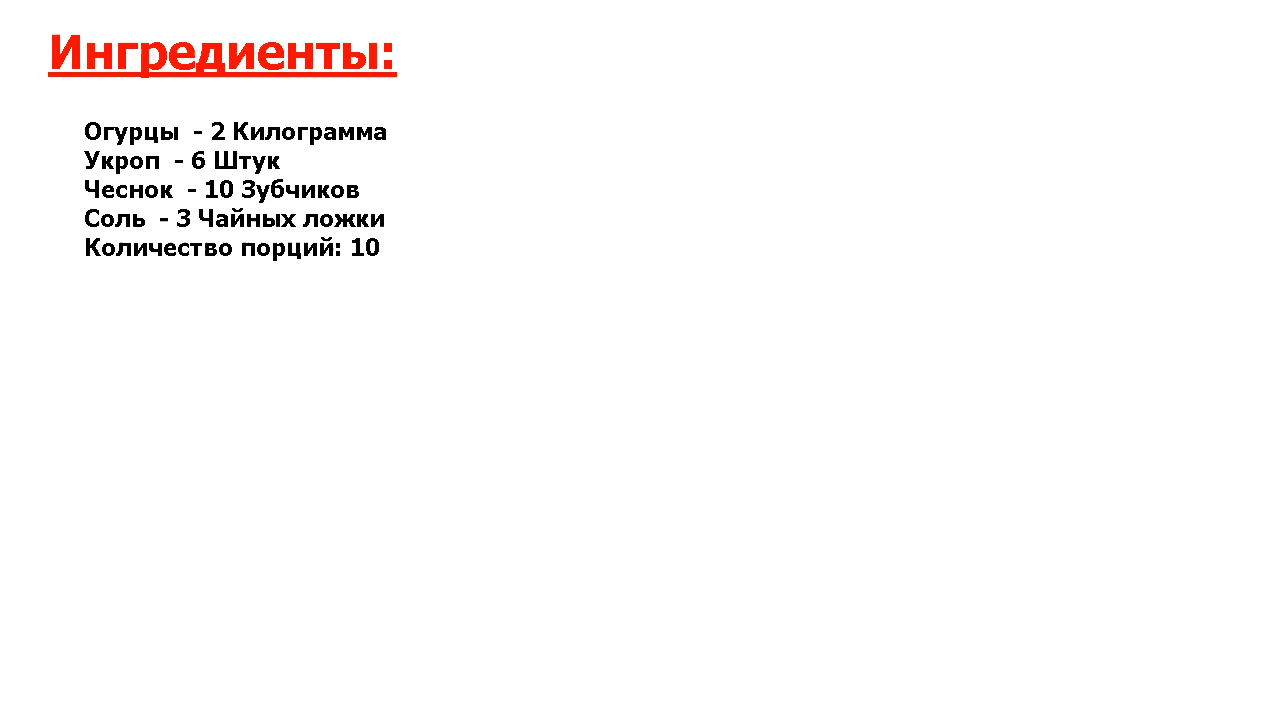 Ингредиенты:
Огурцы  - 2 Килограмма
Укроп  - 6 Штук
Чеснок  - 10 Зубчиков
Соль  - 3 Чайных ложки
Количество порций: 10